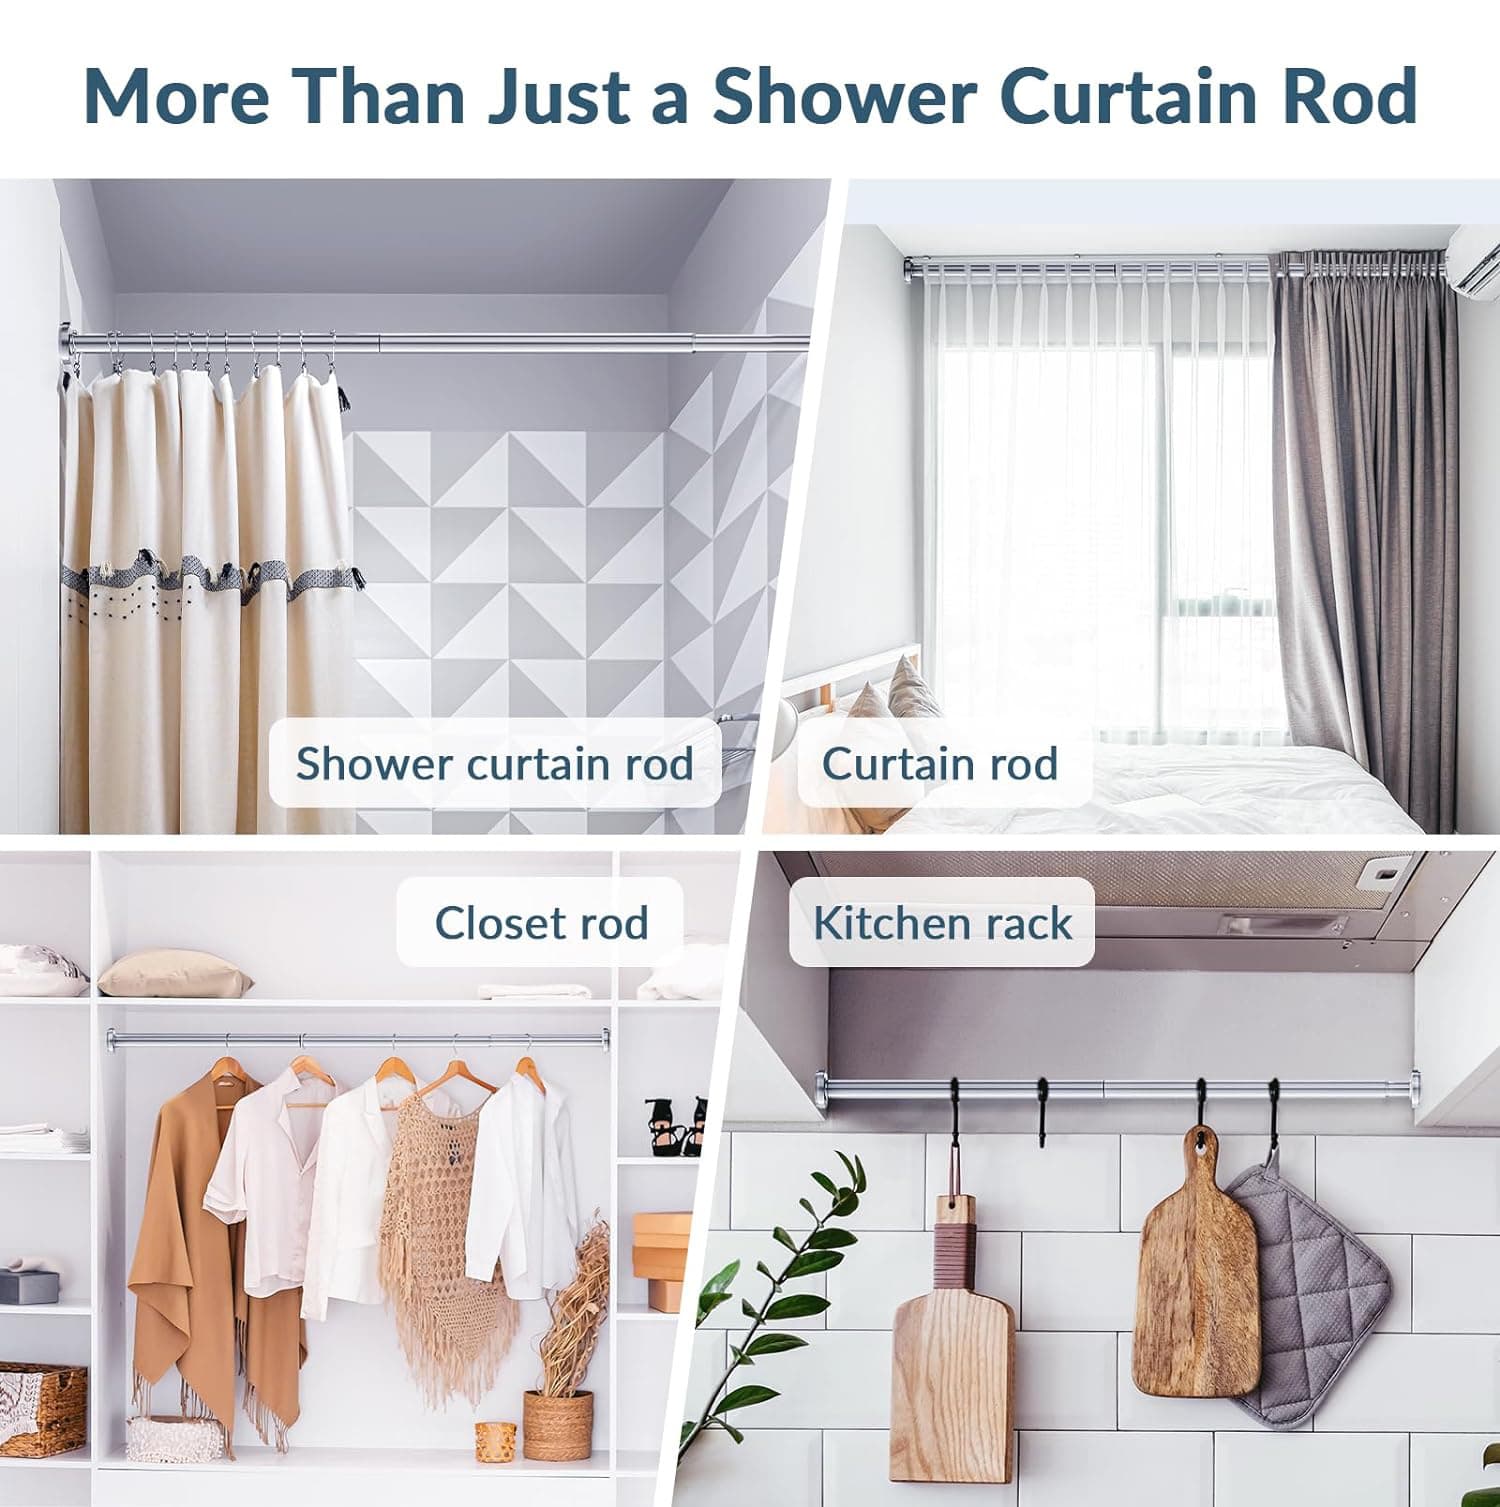 More Than Just a Shower Curtain Rod
Shower curtain rod
Curtain rod
Closet rod
Kitchen rack